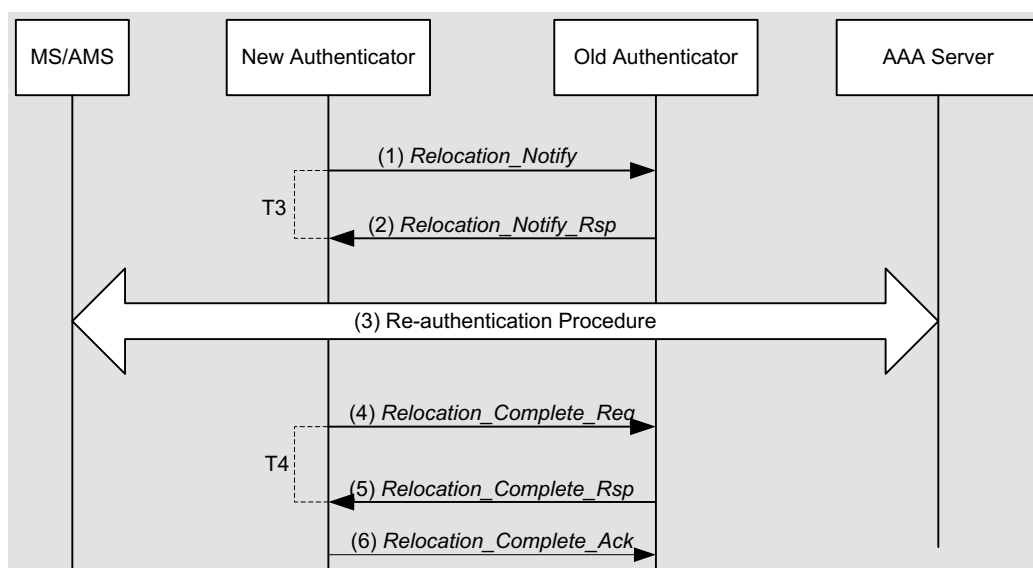 MS/AMS
New Authenticator
Old Authenticator
AAA Server
(1) Relocation_Notify
T3
(2) Relocation_Notify_Rsp
(3) Re-authentication Procedure
(4) Relocation_Complete_Req
T4
(5) Relocation_Complete_Rsp
(6) Relocation_Complete_Ack